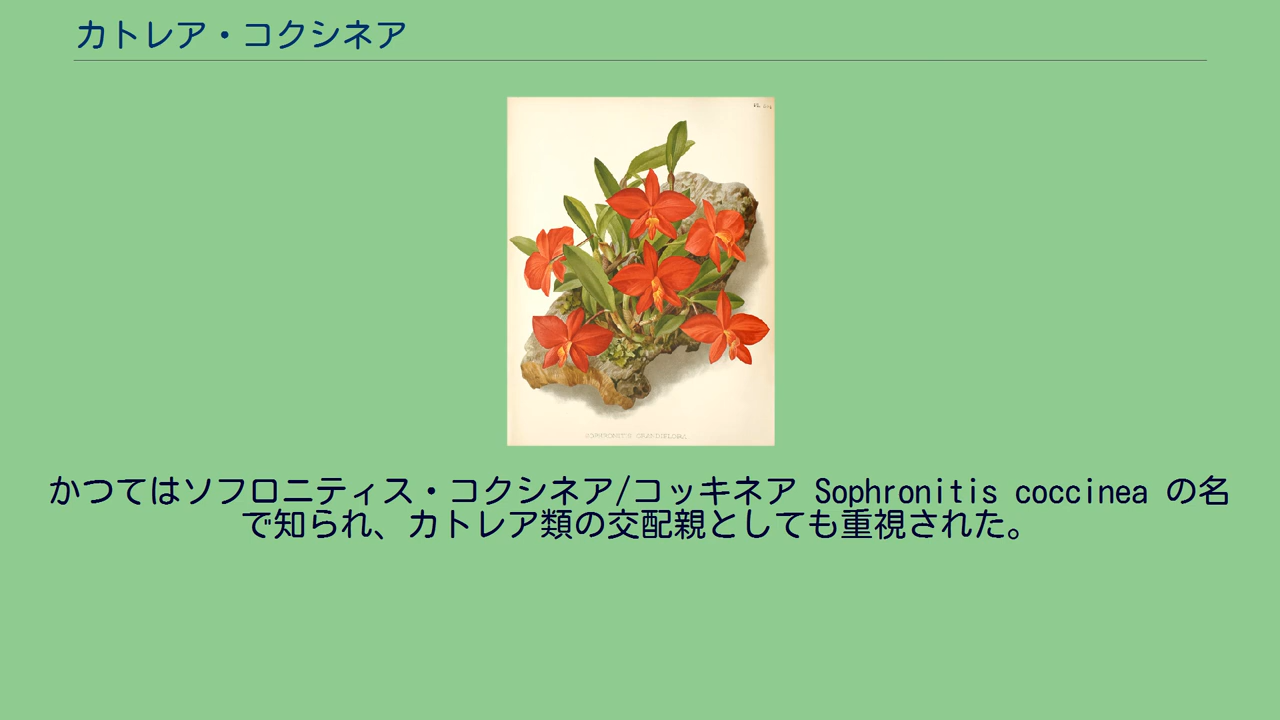 カトレア・コクシネア
SOPHRONITIS GRANDIFLORA.
かつてはソフロニティス・コクシネア/コッキネア Sophronitis coccinea の名
で知られ、カトレア類の交配親としても重視された。